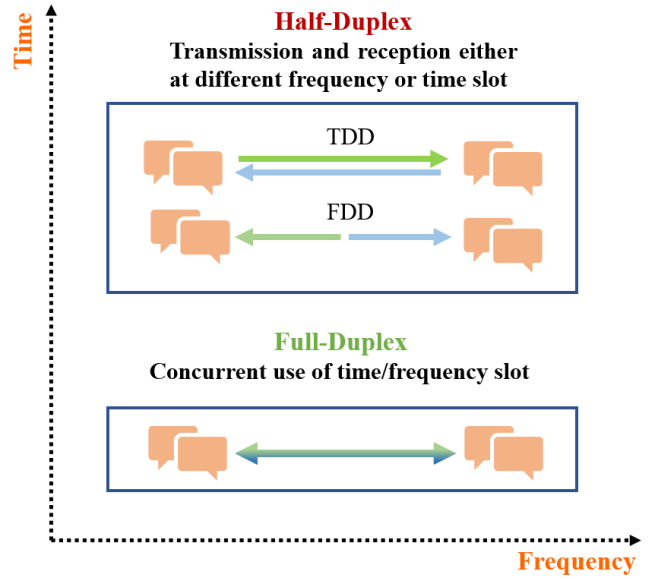 Time
Half-Duplex
Transmission and reception either
at different frequency or time slot
TDD
FDD
Full-Duplex
Concurrent use of time/frequency slot
Frequency